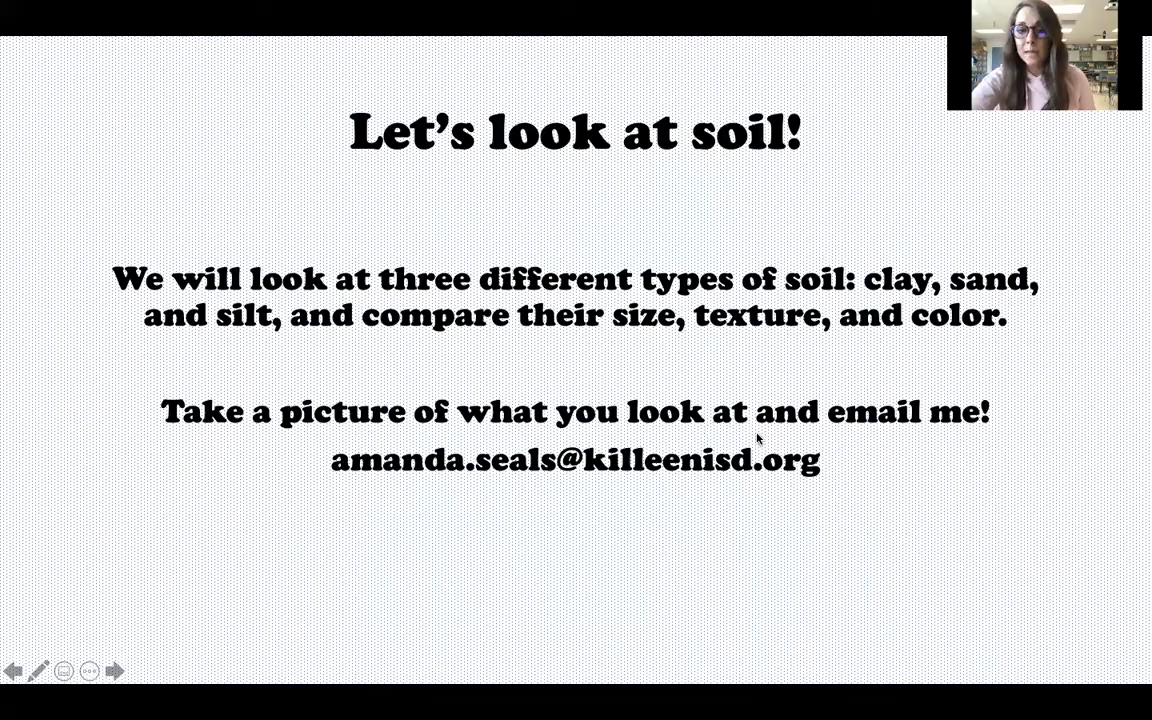 Let's look at soil!
We will look at three different types of soil: clay, sand,
and silt, and compare their size, texture, and color.
Take a picture of what you look at and email me!
amanda.seals@killeenisd.org